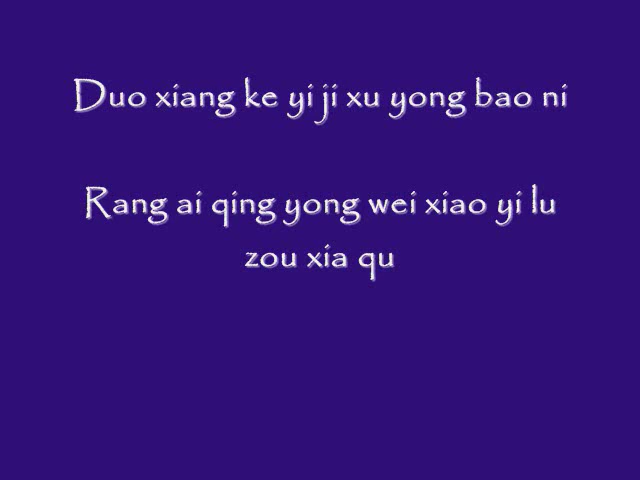 Duo xiang ke yi ji xu yong bao ni
Rang ai qing yong wei xiao yi lu
zou xia qu